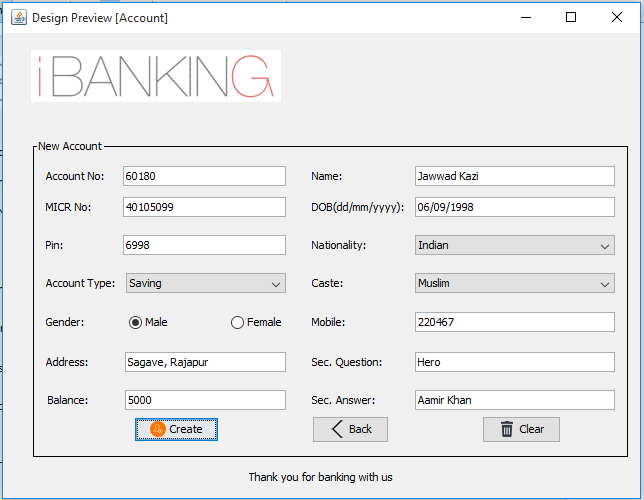 Design Preview [Account]
iBANKING
New Account
Account No: 60180 Name: Jawwad Kazi
MICR No: 40105099 DOB(dd/mm/yyyy): 06/09/1998
Pin: 6998 Nationality: Indian
Account Type: Saving Caste: Muslim
Gender: Male Female Mobile: 220467
Address: Sagave, Rajapur Sec. Question: Hero
Balance: 5000 Sec. Answer: Aamir Khan
Create Back Clear
Thank you for banking with us